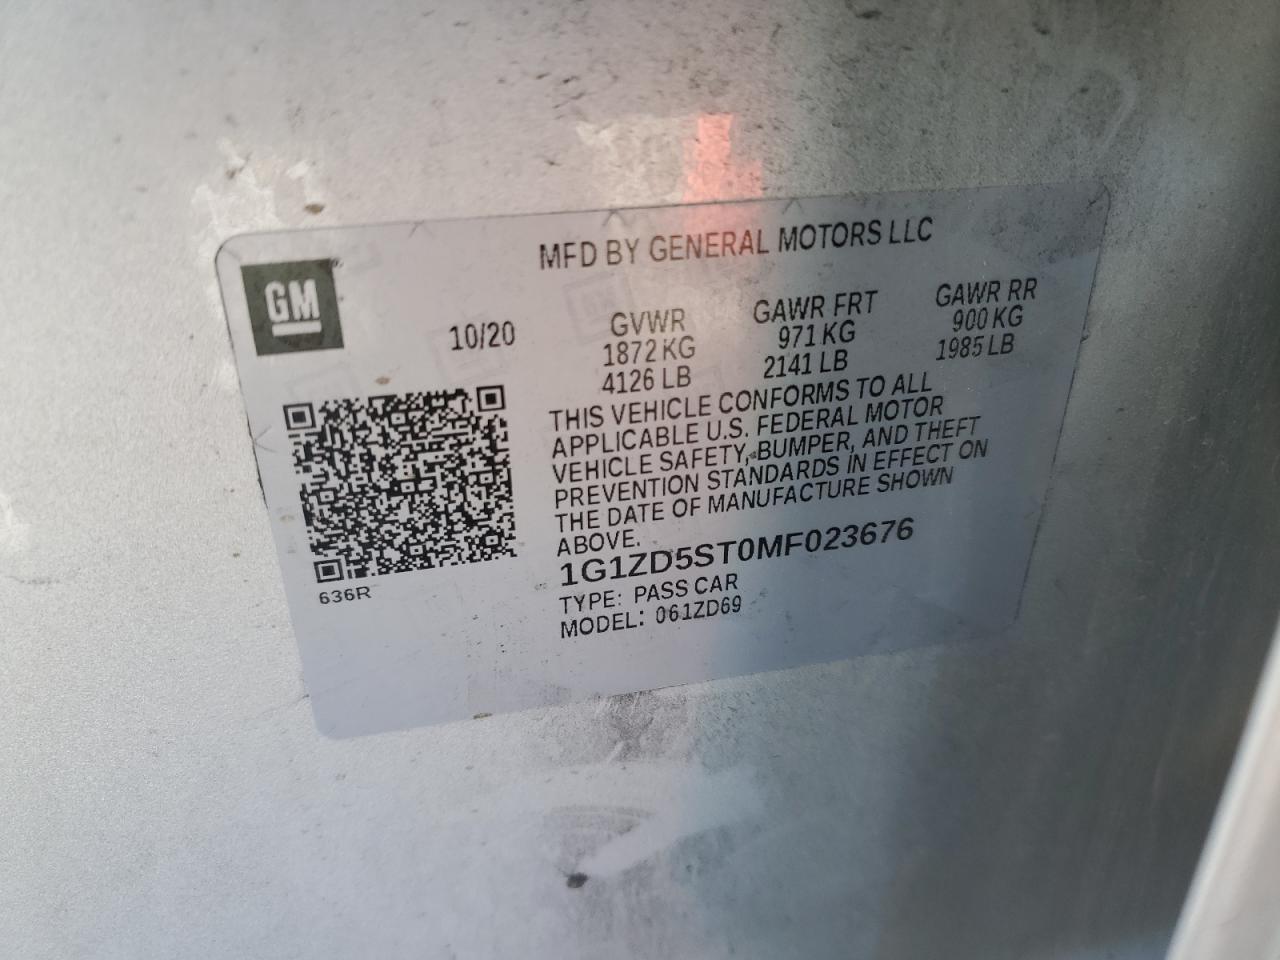 MFD BY GENERAL MOTORS LLC
GM
10/20
GVWR
1872 KG
4126 LB
GAWR FRT
971 KG
2141 LB
GAWR RR
900 KG
1985 LB
THIS VEHICLE CONFORMS TO ALL
APPLICABLE U.S. FEDERAL MOTOR
VEHICLE SAFETY, BUMPER, AND THEFT
PREVENTION STANDARDS IN EFFECT ON
THE DATE OF MANUFACTURE SHOWN
ABOVE.
1G1ZD5ST0MF023676
TYPE: PASS CAR
MODEL: 061ZD69
636R